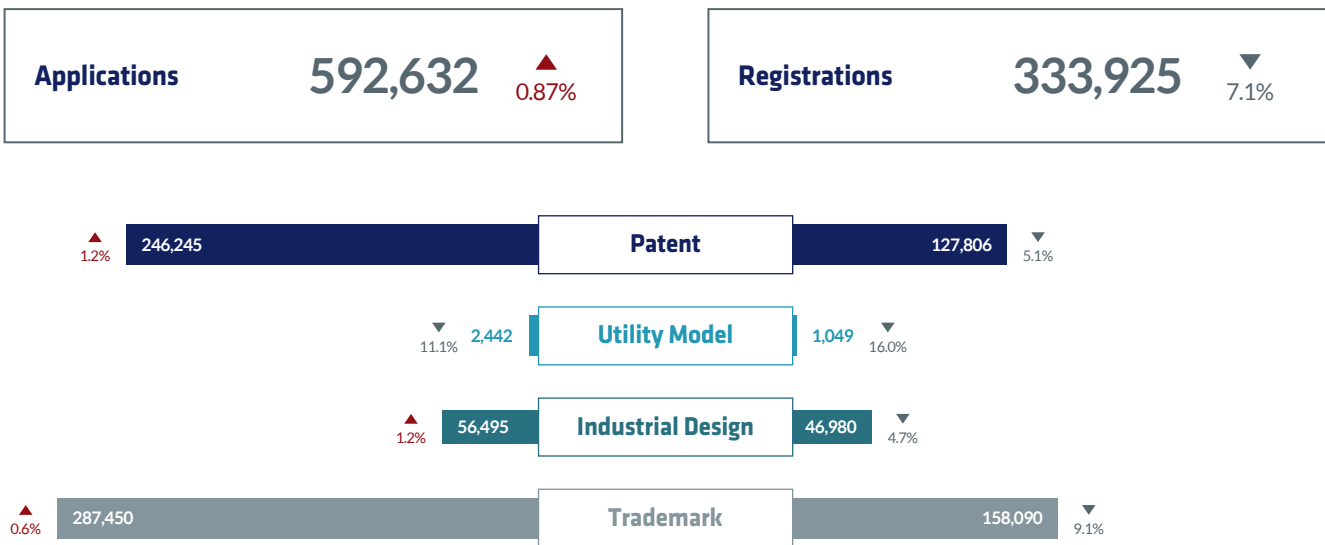 Applications 592,632 ▲ 0.87%
Registrations 333,925 ▼ 7.1%
▲ 1.2% 246,245 Patent 127,806 ▼ 5.1%
▼ 11.1% 2,442 Utility Model 1,049 ▼ 16.0%
▲ 1.2% 56,495 Industrial Design 46,980 ▼ 4.7%
▲ 0.6% 287,450 Trademark 158,090 ▼ 9.1%